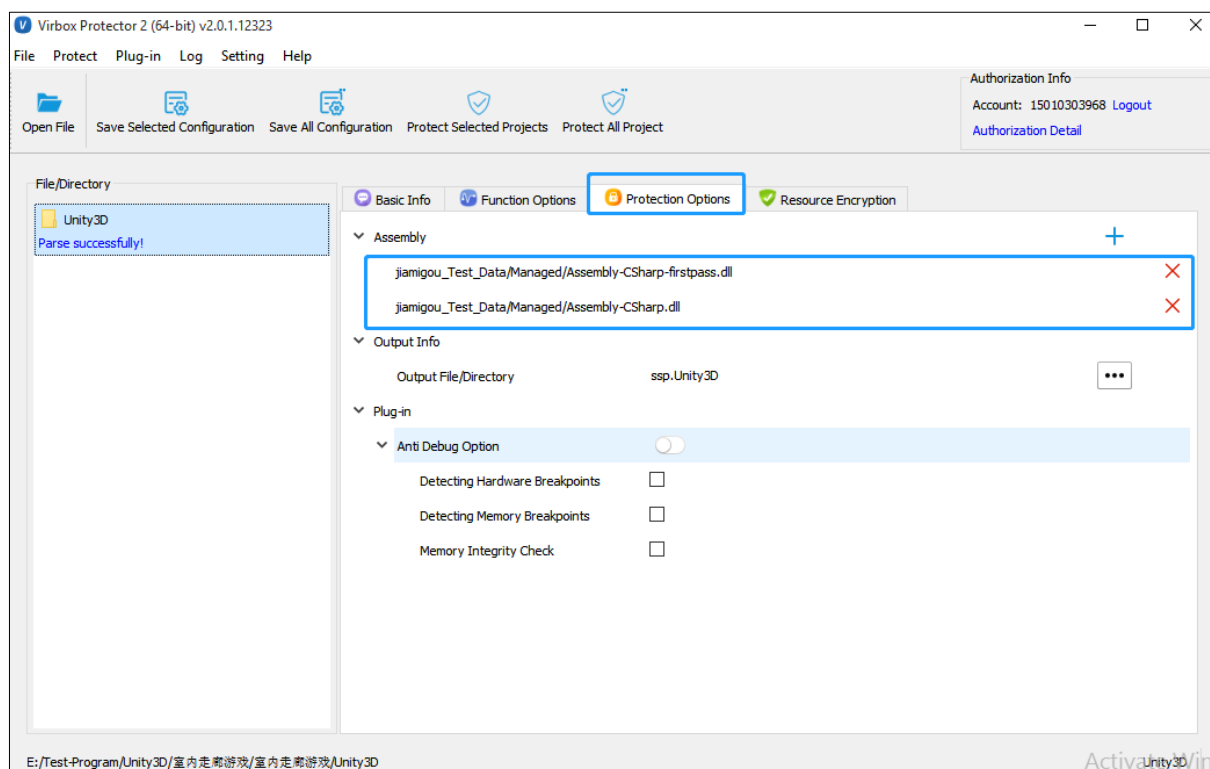 Virbox Protector 2 (64-bit) v2.0.1.12323
File Protect Plug-in Log Setting Help
Authorization Info
Account: 15010303968 Logout
Authorization Detail
Open File Save Selected Configuration Save All Configuration Protect Selected Projects Protect All Project
File/Directory
Unity3D
Parse successfully!
Basic Info Function Options Protection Options Resource Encryption
Assembly
jiamigou_Test_Data/Managed/Assembly-CSharp-firstpass.dll
jiamigou_Test_Data/Managed/Assembly-CSharp.dll
Output Info
Output File/Directory ssp.Unity3D
Plug-in
Anti Debug Option
Detecting Hardware Breakpoints
Detecting Memory Breakpoints
Memory Integrity Check
E:/Test-Program/Unity3D/室内走廊游戏/室内走廊游戏/Unity3D
Unity3D